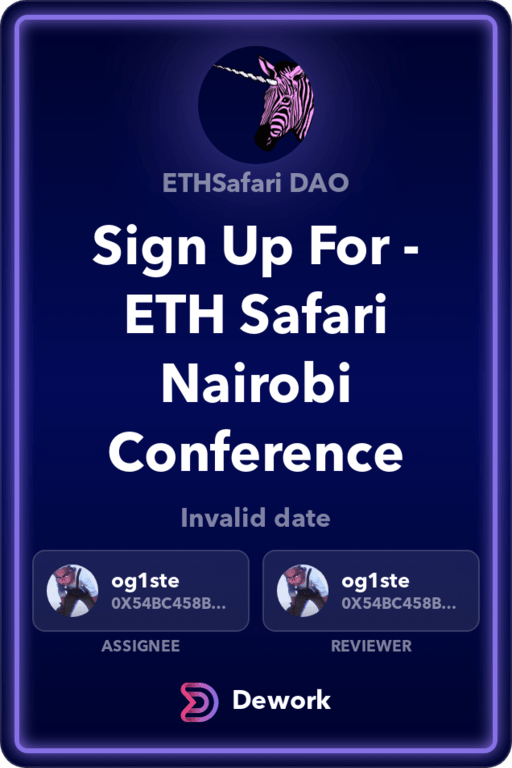 ETHSafari DAO
Sign Up For -
ETH Safari
Nairobi
Conference
Invalid date
og1ste
0X54BC458B...
ASSIGNEE
og1ste
0X54BC458B...
REVIEWER
Dework